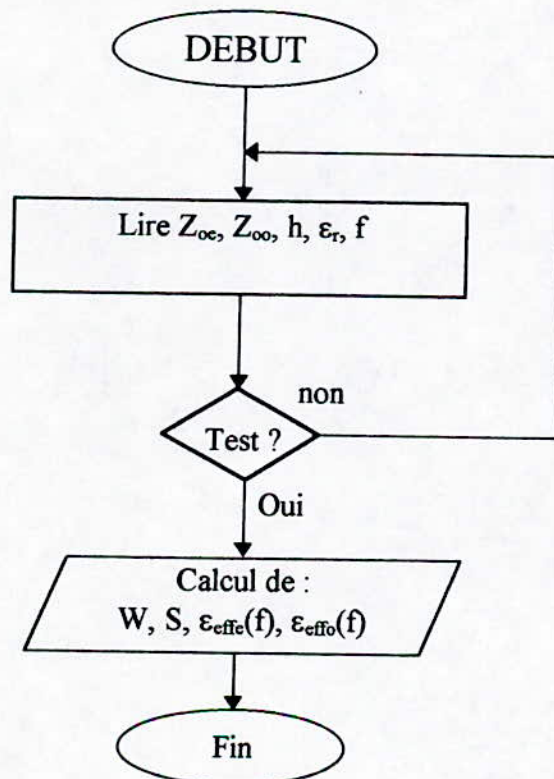 DEBUT
Lire Z_oe, Z_oo, h, ε_r, f
non
Test ?
Oui
Calcul de :
W, S, ε_effe(f), ε_effo(f)
Fin